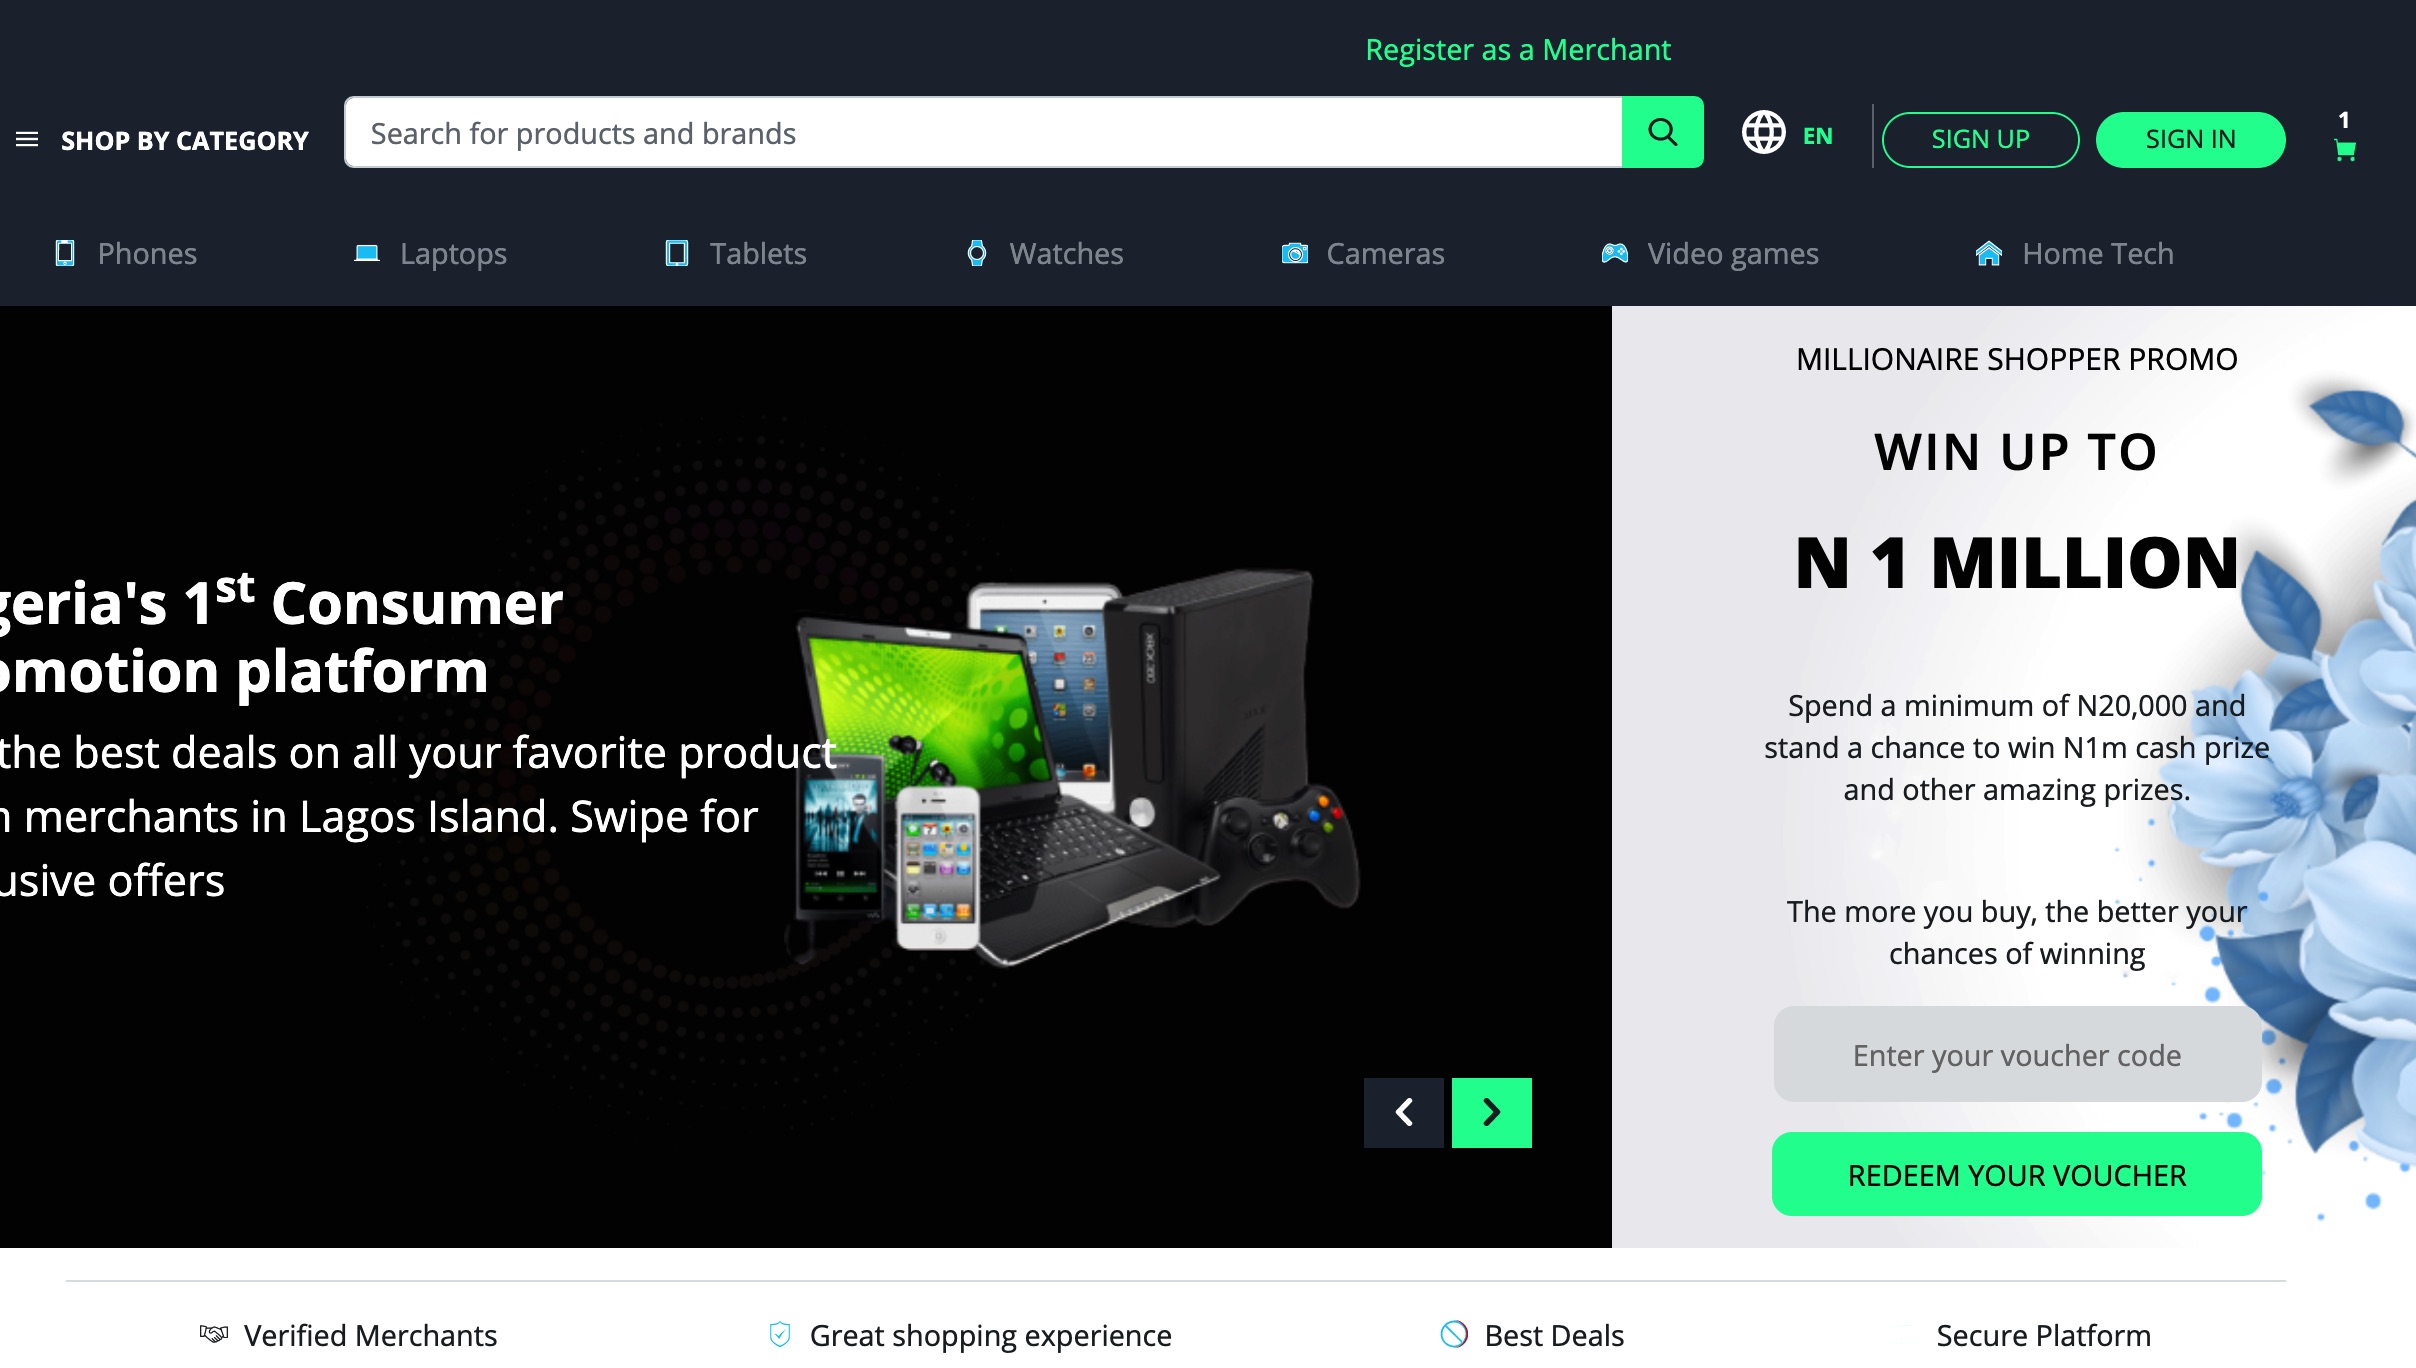 Register as a Merchant
SHOP BY CATEGORY
Search for products and brands
EN
SIGN UP
SIGN IN
1
Phones
Laptops
Tablets
Watches
Cameras
Video games
Home Tech
geria's 1st Consumer
omotion platform
the best deals on all your favorite product
merchants in Lagos Island. Swipe for
usive offers
XBOX 360
MILLIONAIRE SHOPPER PROMO
WIN UP TO
N 1 MILLION
Spend a minimum of N20,000 and
stand a chance to win N1m cash prize
and other amazing prizes.
The more you buy, the better your
chances of winning
Enter your voucher code
REDEEM YOUR VOUCHER
Verified Merchants
Great shopping experience
Best Deals
Secure Platform